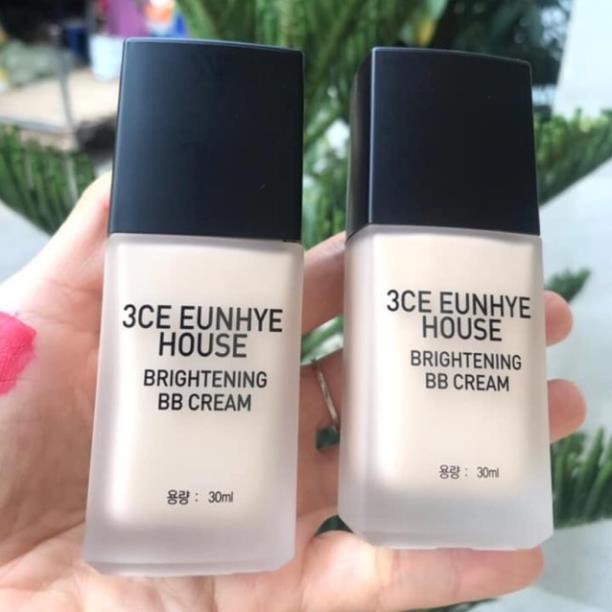 3CE EUNHYE
HOUSE
BRIGHTENING
BB CREAM
용량 : 30ml
3CE EUNHYE
HOUSE
BRIGHTENING
BB CREAM
용량 : 30ml